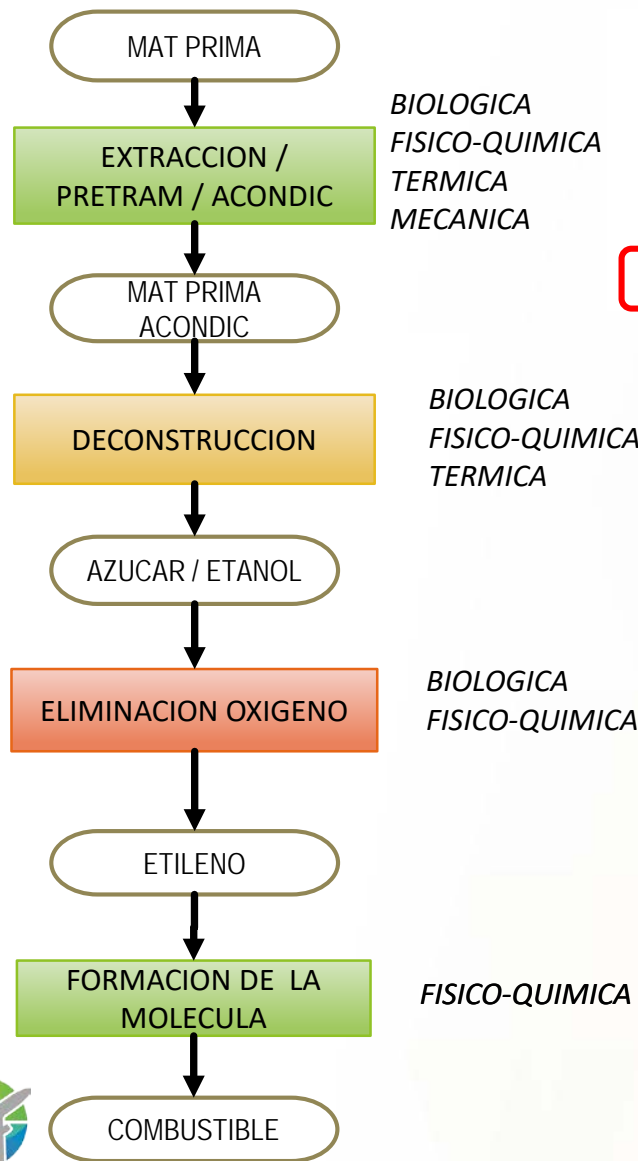 MAT PRIMA
EXTRACCION /
PRETRAM / ACONDIC
BIOLOGICA
FISICO-QUIMICA
TERMICA
MECANICA
MAT PRIMA
ACONDIC
DECONSTRUCCION
BIOLOGICA
FISICO-QUIMICA
TERMICA
AZUCAR / ETANOL
ELIMINACION OXIGENO
BIOLOGICA
FISICO-QUIMICA
ETILENO
FORMACION DE LA
MOLECULA
FISICO-QUIMICA
COMBUSTIBLE